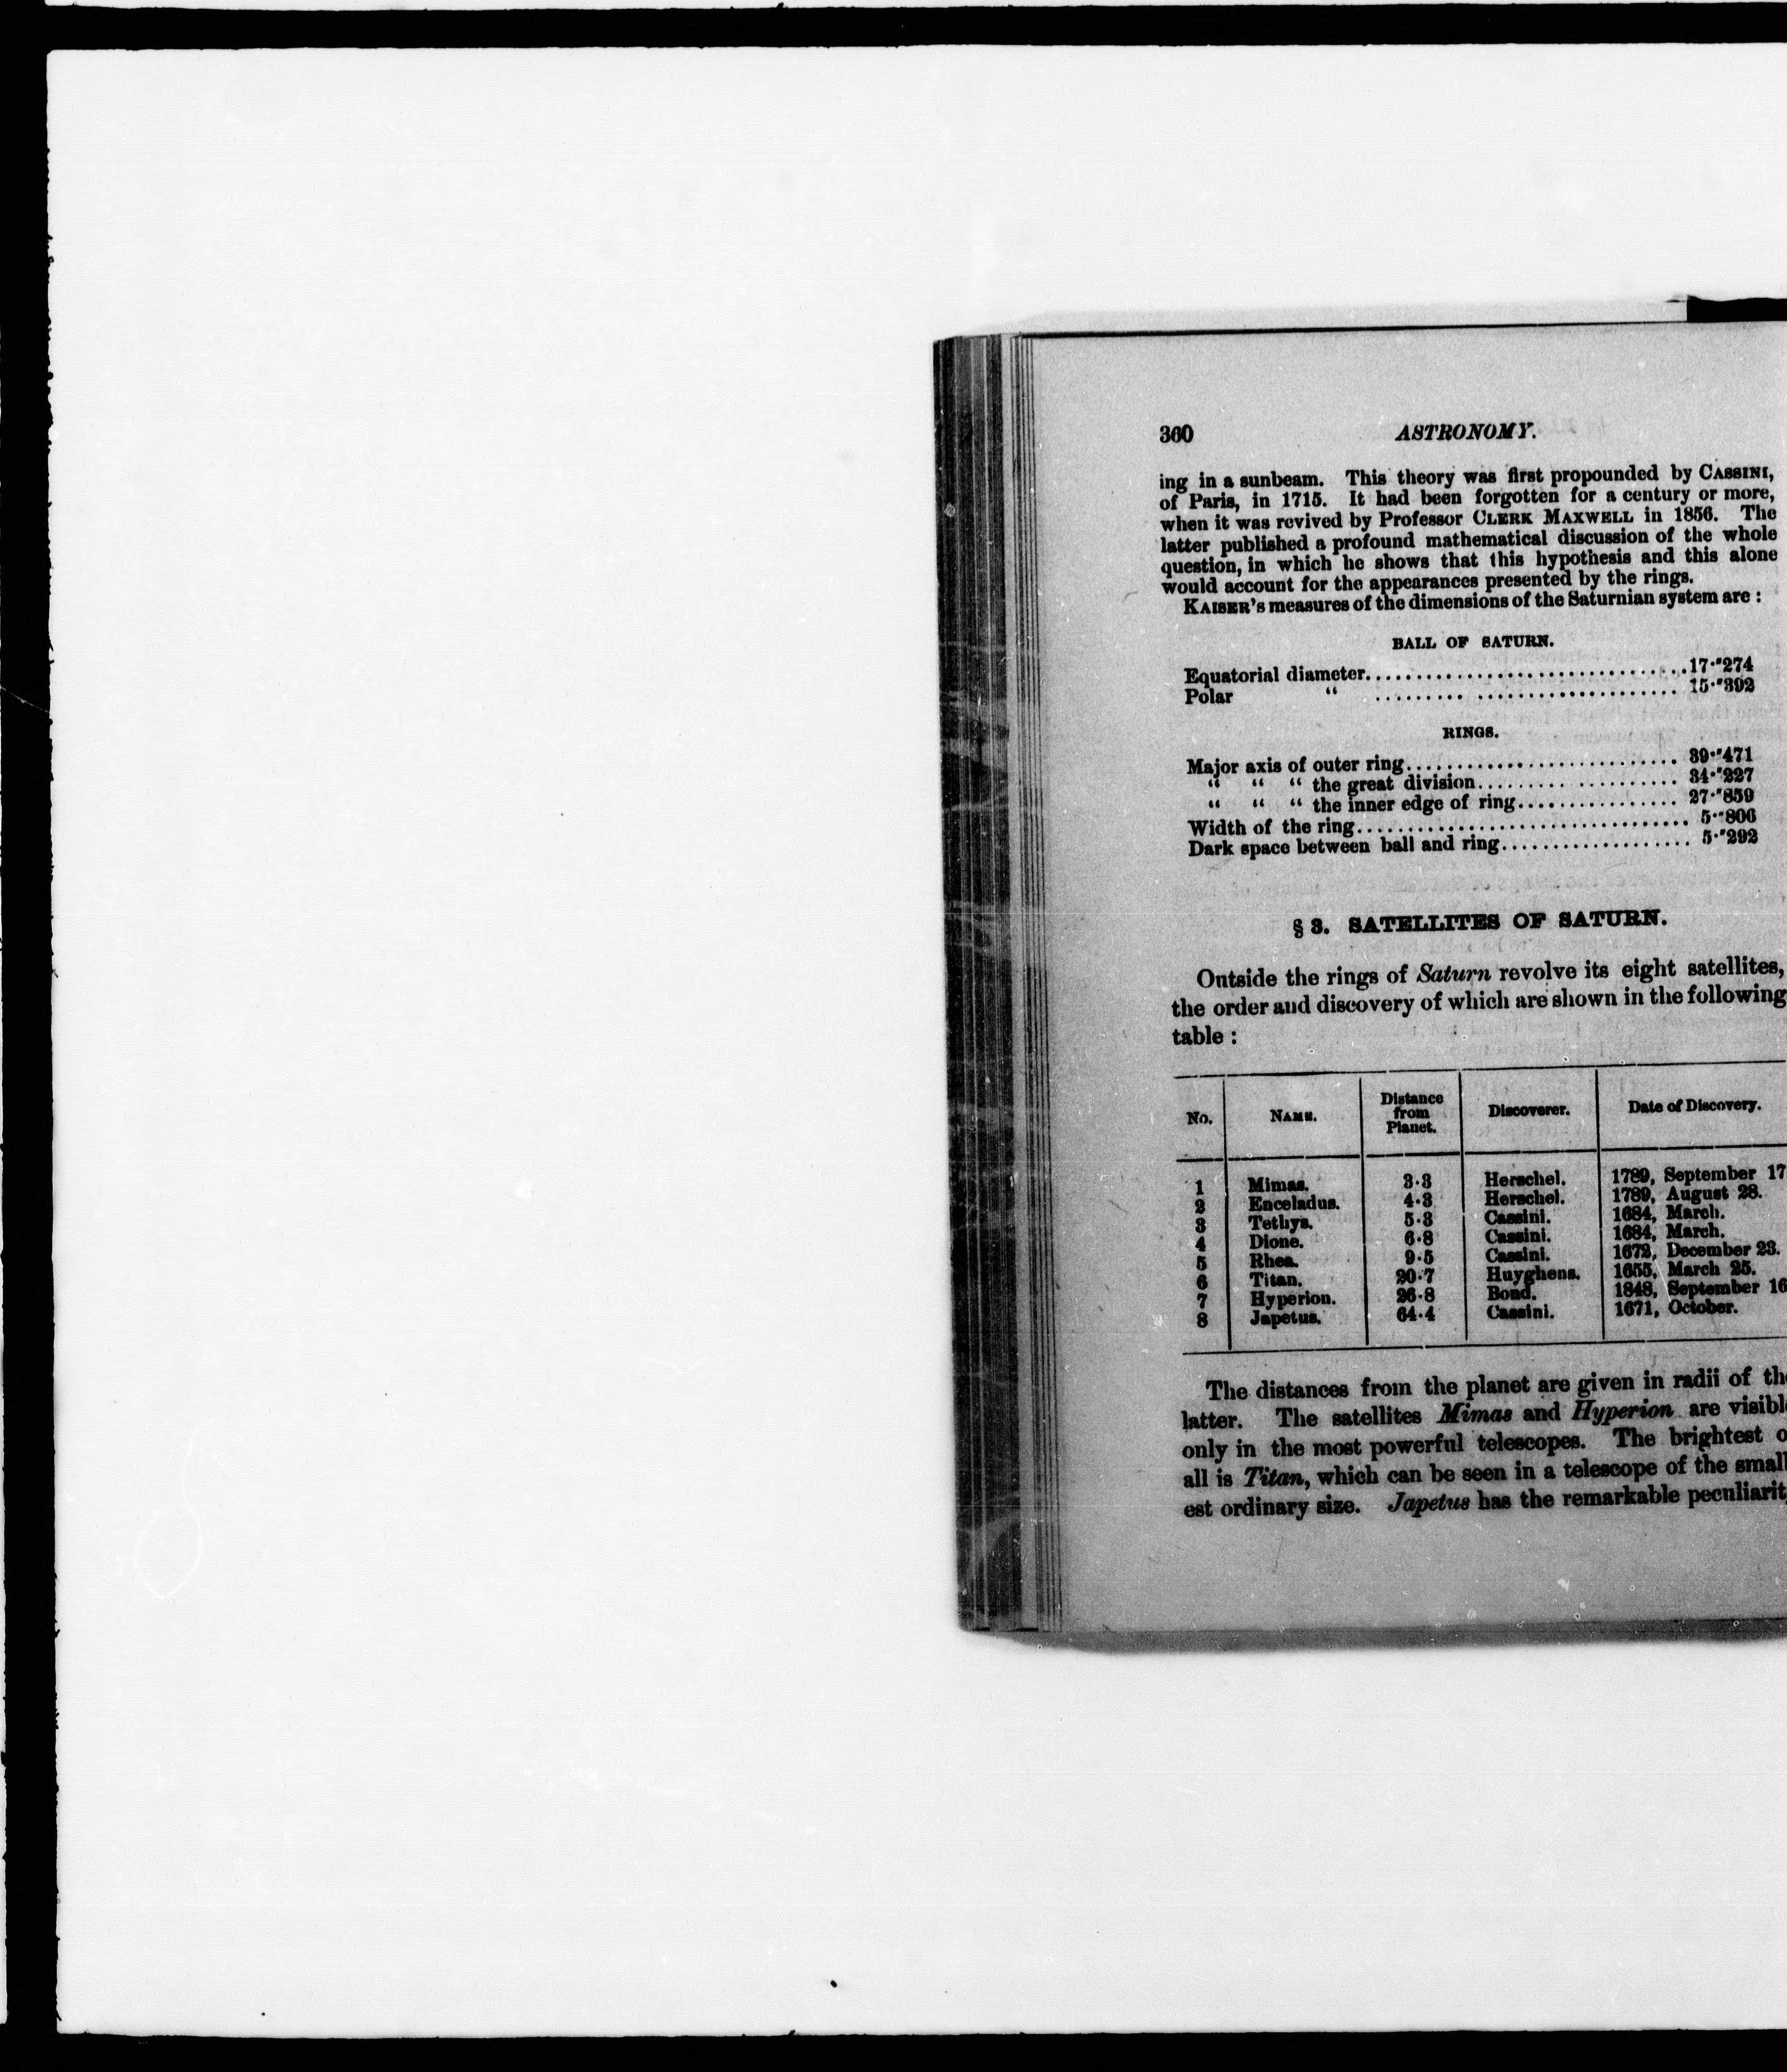 360 ASTRONOMY.
ing in a sunbeam. This theory was first propounded by CASSINI,
of Paris, in 1715. It had been forgotten for a century or more,
when it was revived by Professor CLERK MAXWELL in 1856. The
latter published a profound mathematical discussion of the whole
question, in which he shows that this hypothesis and this alone
would account for the appearances presented by the rings.
KAISER'S measures of the dimensions of the Saturnian system are :
BALL OF SATURN.
Equatorial diameter................................17·"274
Polar " ................................ 15·"392
RINGS.
Major axis of outer ring........................... 39·"471
" " " the great division.................... 34·"227
" " " the inner edge of ring................ 27·"859
Width of the ring................................. 5·"806
Dark space between ball and ring................... 5·"292
§ 3. SATELLITES OF SATURN.
Outside the rings of Saturn revolve its eight satellites,
the order and discovery of which are shown in the following
table :
No. NAME. Distance from Planet. Discoverer. Date of Discovery.
1 Mimas. 3·3 Herschel. 1789, September 17
2 Enceladus. 4·3 Herschel. 1789, August 28.
3 Tethys. 5·3 Cassini. 1684, March.
4 Dione. 6·8 Cassini. 1684, March.
5 Rhea. 9·5 Cassini. 1672, December 23.
6 Titan. 20·7 Huyghens. 1655, March 25.
7 Hyperion. 26·8 Bond. 1848, September 16
8 Japetus. 64·4 Cassini. 1671, October.
The distances from the planet are given in radii of the
latter. The satellites Mimas and Hyperion are visible
only in the most powerful telescopes. The brightest o
all is Titan, which can be seen in a telescope of the small
est ordinary size. Japetus has the remarkable peculiarit